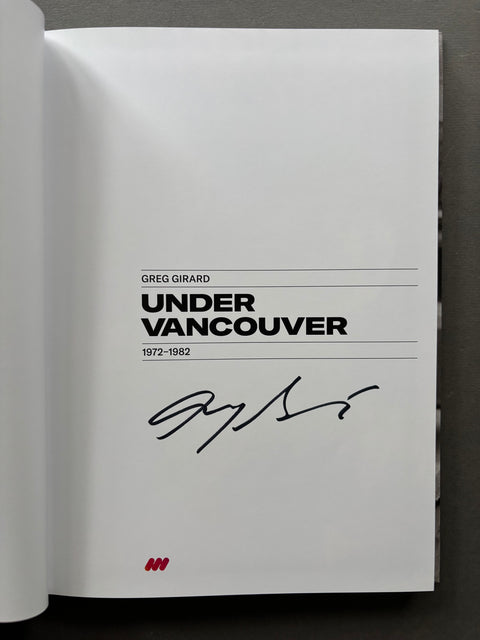 GREG GIRARD
UNDER
VANCOUVER
1972–1982